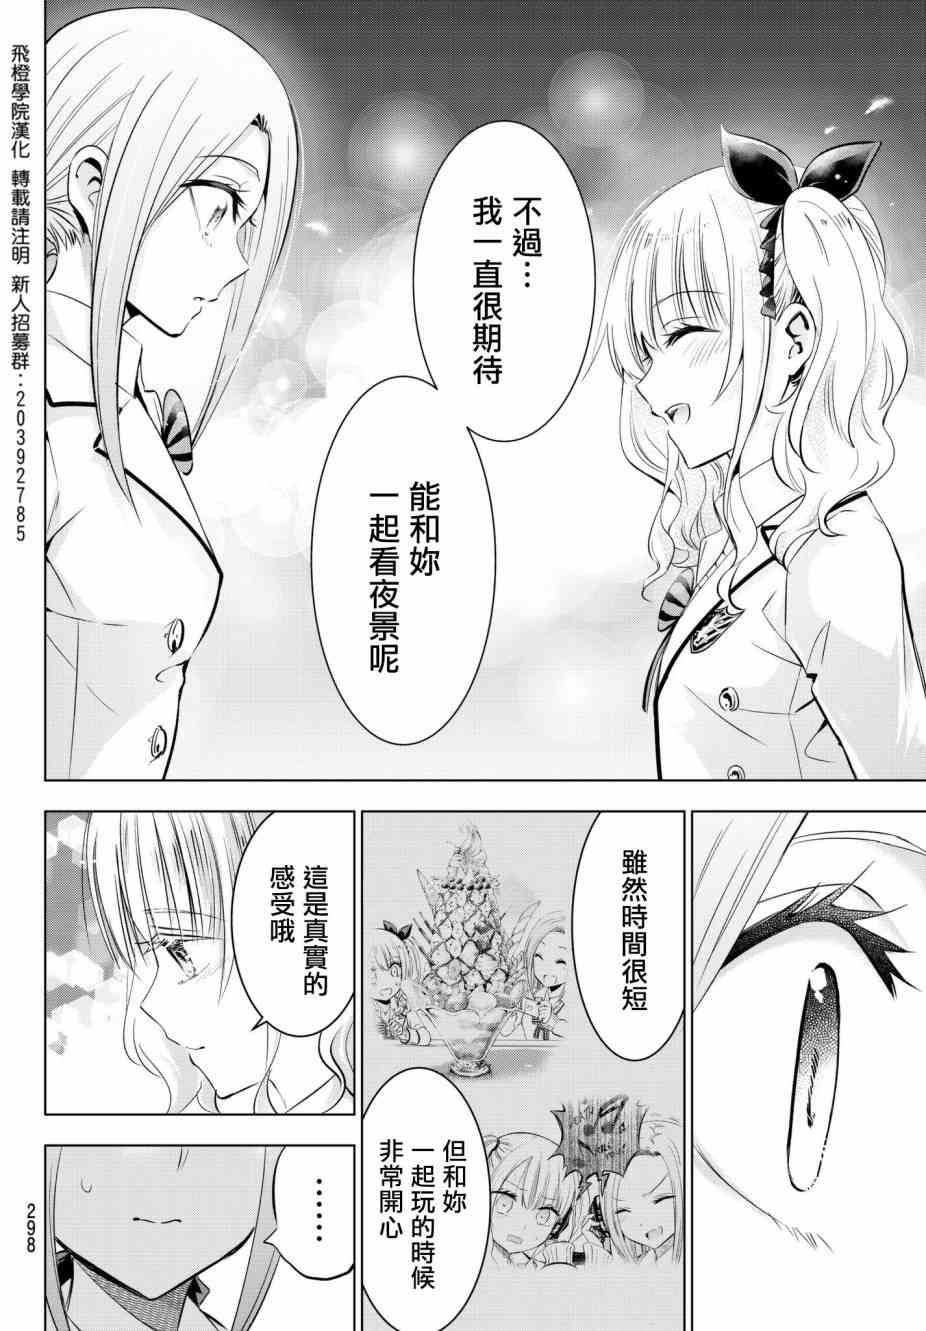 不過…
我一直很期待
能和妳
一起看夜景呢
雖然時間很短
但和妳
一起玩的時候
非常開心
這是真實的
感受哦
……
DEATH
飛橙學院漢化 轉載請注明 新人招募群：20392785
298